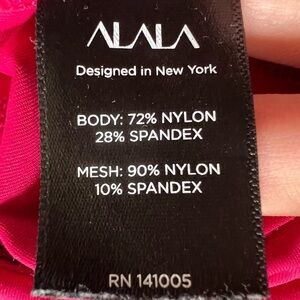 ALALA
Designed in New York
BODY: 72% NYLON
28% SPANDEX
MESH: 90% NYLON
10% SPANDEX
RN 141005